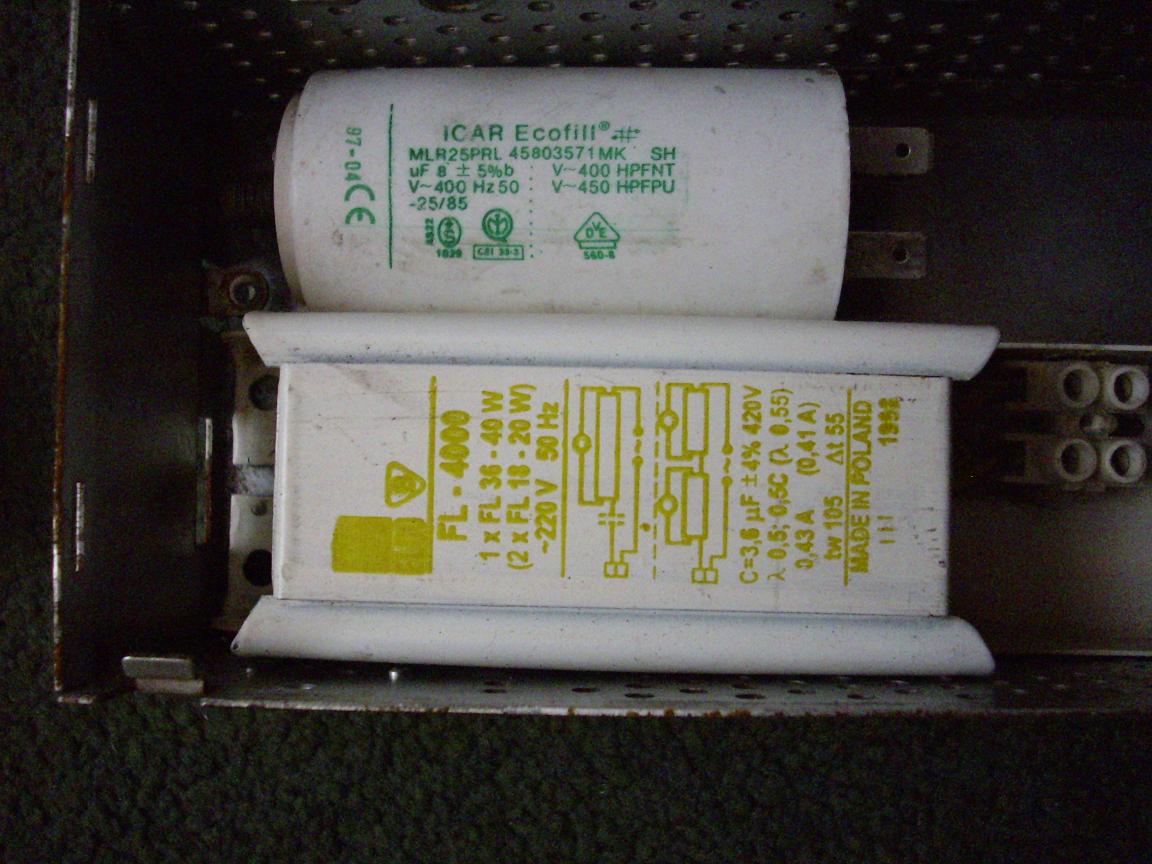 ICAR Ecofill®
MLR25PRL 45803571MK SH
uF 8 ± 5%b V~400 HPFNT
V~400 Hz 50 V~450 HPFPU
-25/85
97-04 CE
1029
CEI 33-3
DVE
560-8
FL - 4000
1 x FL 36 - 40 W
(2 x FL 18 - 20 W)
~220 V 50 Hz
C=3,6 µF ±4% 420V
λ 0,5; 0,5C (λ 0,55)
0,43 A (0,41 A)
tw 105 Δt 55
MADE IN POLAND